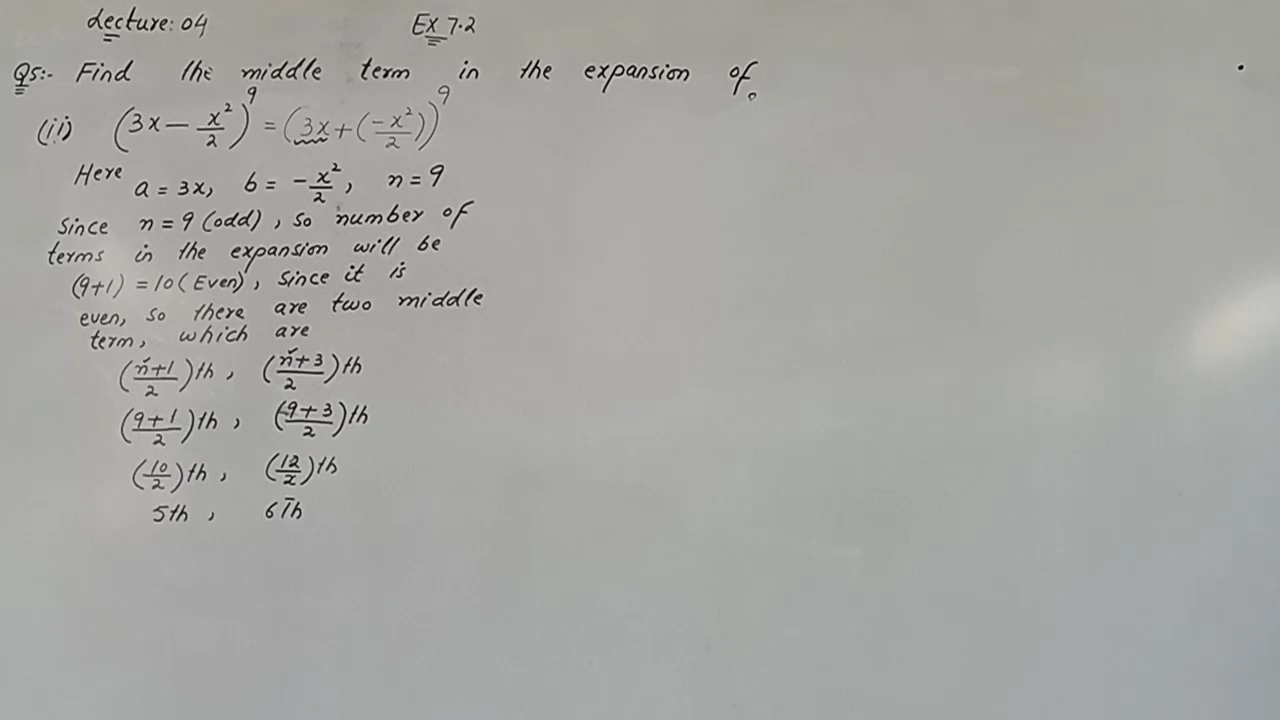 Lecture: 04 Ex 7.2
Q5:- Find the middle term in the expansion of.
(ii) (3x - x²/2)⁹ = (3x + (-x²/2))⁹
Here a = 3x, b = -x²/2, n = 9
Since n = 9 (odd), so number of
terms in the expansion will be
(9+1) = 10 (Even), since it is
even, so there are two middle
term, which are
((n+1)/2)th, ((n+3)/2)th
((9+1)/2)th, ((9+3)/2)th
(10/2)th, (12/2)th
5th, 6Th